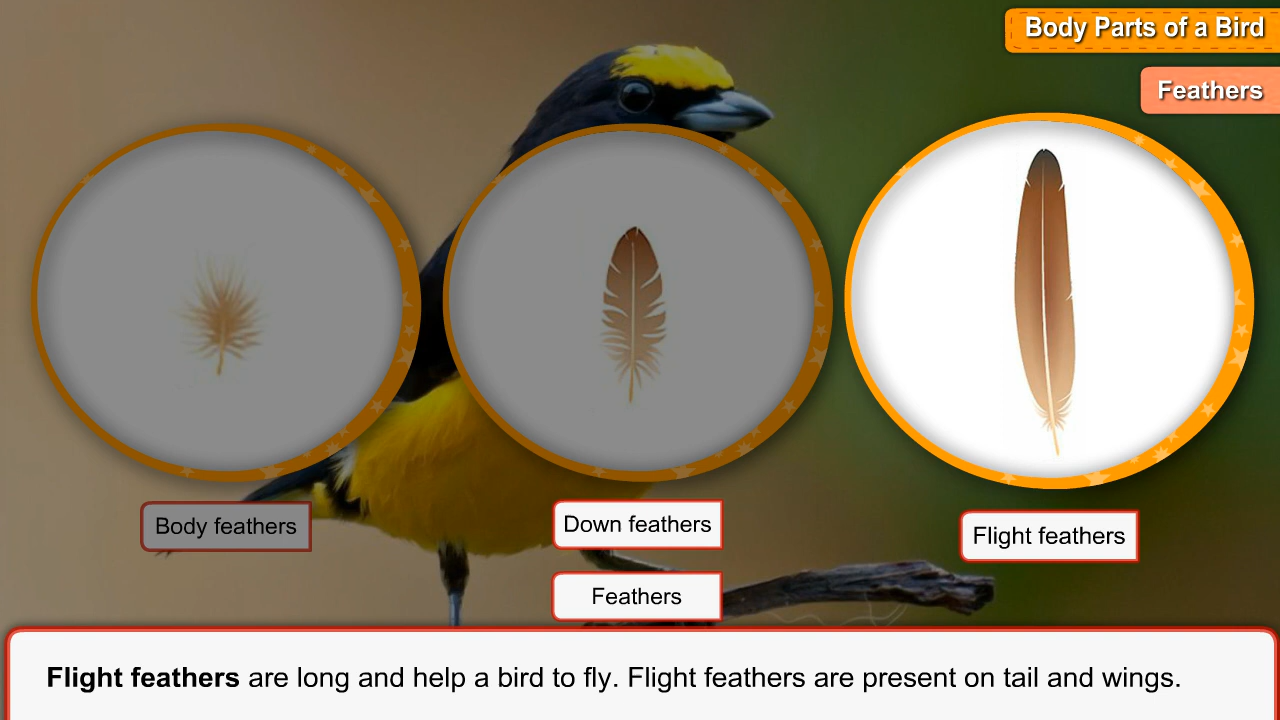 Body Parts of a Bird
Feathers
Body feathers
Down feathers
Flight feathers
Feathers
Flight feathers are long and help a bird to fly. Flight feathers are present on tail and wings.